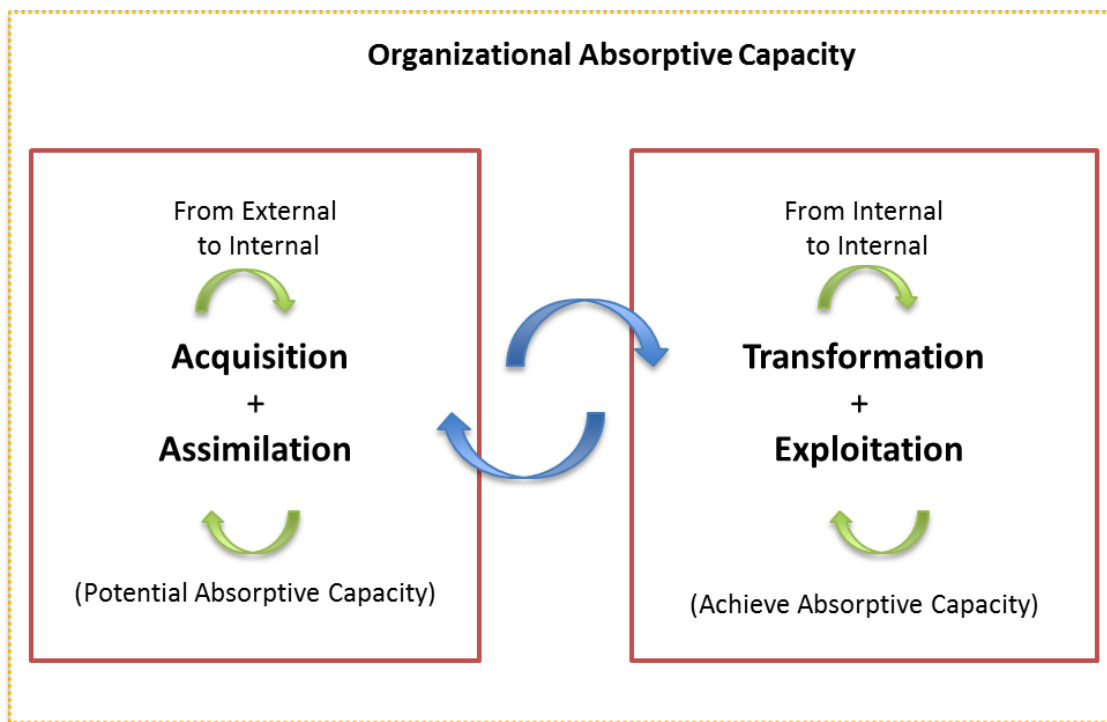 Organizational Absorptive Capacity
From External
to Internal
Acquisition
+
Assimilation
(Potential Absorptive Capacity)
From Internal
to Internal
Transformation
+
Exploitation
(Achieve Absorptive Capacity)